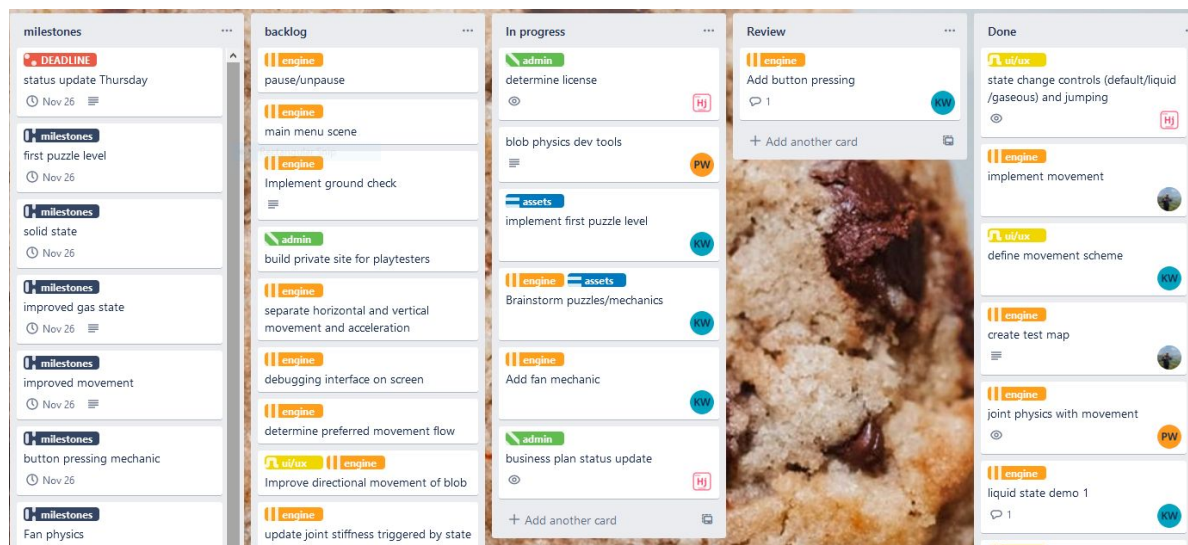 milestones
DEADLINE
status update Thursday
Nov 26
milestones
first puzzle level
Nov 26
milestones
solid state
Nov 26
milestones
improved gas state
Nov 26
milestones
improved movement
Nov 26
milestones
button pressing mechanic
Nov 26
milestones
Fan physics
backlog
engine
pause/unpause
engine
main menu scene
engine
Implement ground check
admin
build private site for playtesters
engine
separate horizontal and vertical
movement and acceleration
engine
debugging interface on screen
engine
determine preferred movement flow
ui/ux engine
Improve directional movement of blob
engine
update joint stiffness triggered by state
In progress
admin
determine license
HJ
blob physics dev tools
PW
assets
implement first puzzle level
KW
engine assets
Brainstorm puzzles/mechanics
KW
engine
Add fan mechanic
KW
admin
business plan status update
HJ
+ Add another card
Review
engine
Add button pressing
1
KW
+ Add another card
Done
ui/ux
state change controls (default/liquid
/gaseous) and jumping
HJ
engine
implement movement
ui/ux
define movement scheme
KW
engine
create test map
engine
joint physics with movement
PW
engine
liquid state demo 1
1
KW